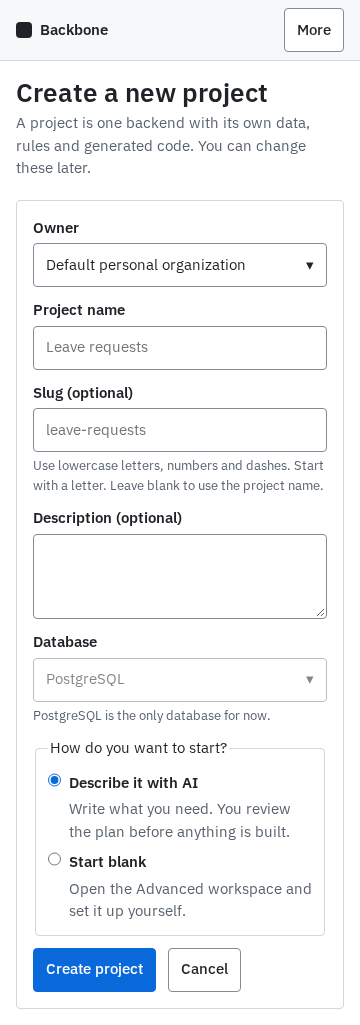 Backbone
More
Create a new project
A project is one backend with its own data,
rules and generated code. You can change
these later.
Owner
Default personal organization
Project name
Leave requests
Slug (optional)
leave-requests
Use lowercase letters, numbers and dashes. Start
with a letter. Leave blank to use the project name.
Description (optional)
Database
PostgreSQL
PostgreSQL is the only database for now.
How do you want to start?
Describe it with AI
Write what you need. You review
the plan before anything is built.
Start blank
Open the Advanced workspace and
set it up yourself.
Create project
Cancel